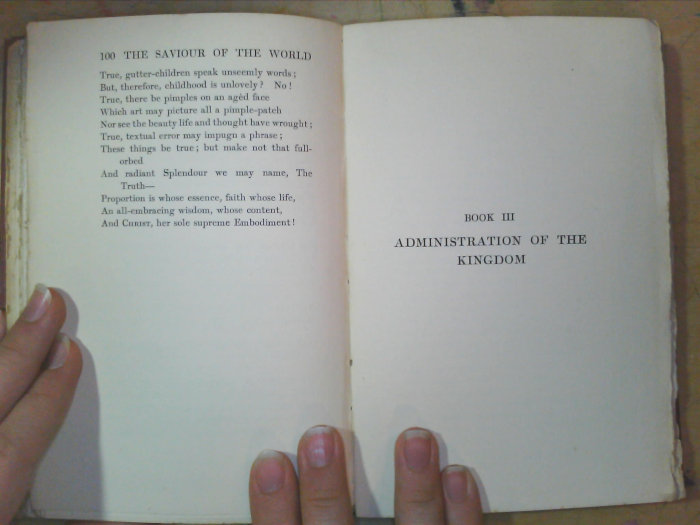 100 THE SAVIOUR OF THE WORLD
True, gutter-children speak unseemly words;
But, therefore, childhood is unlovely? No!
True, there be pimples on an agèd face
Which art may picture all a pimple-patch
Nor see the beauty life and thought have wrought;
True, textual error may impugn a phrase;
These things be true; but make not that full-
orbed
And radiant Splendour we may name, The
Truth—
Proportion is whose essence, faith whose life,
An all-embracing wisdom, whose content,
And CHRIST, her sole supreme Embodiment!
BOOK III
ADMINISTRATION OF THE
KINGDOM